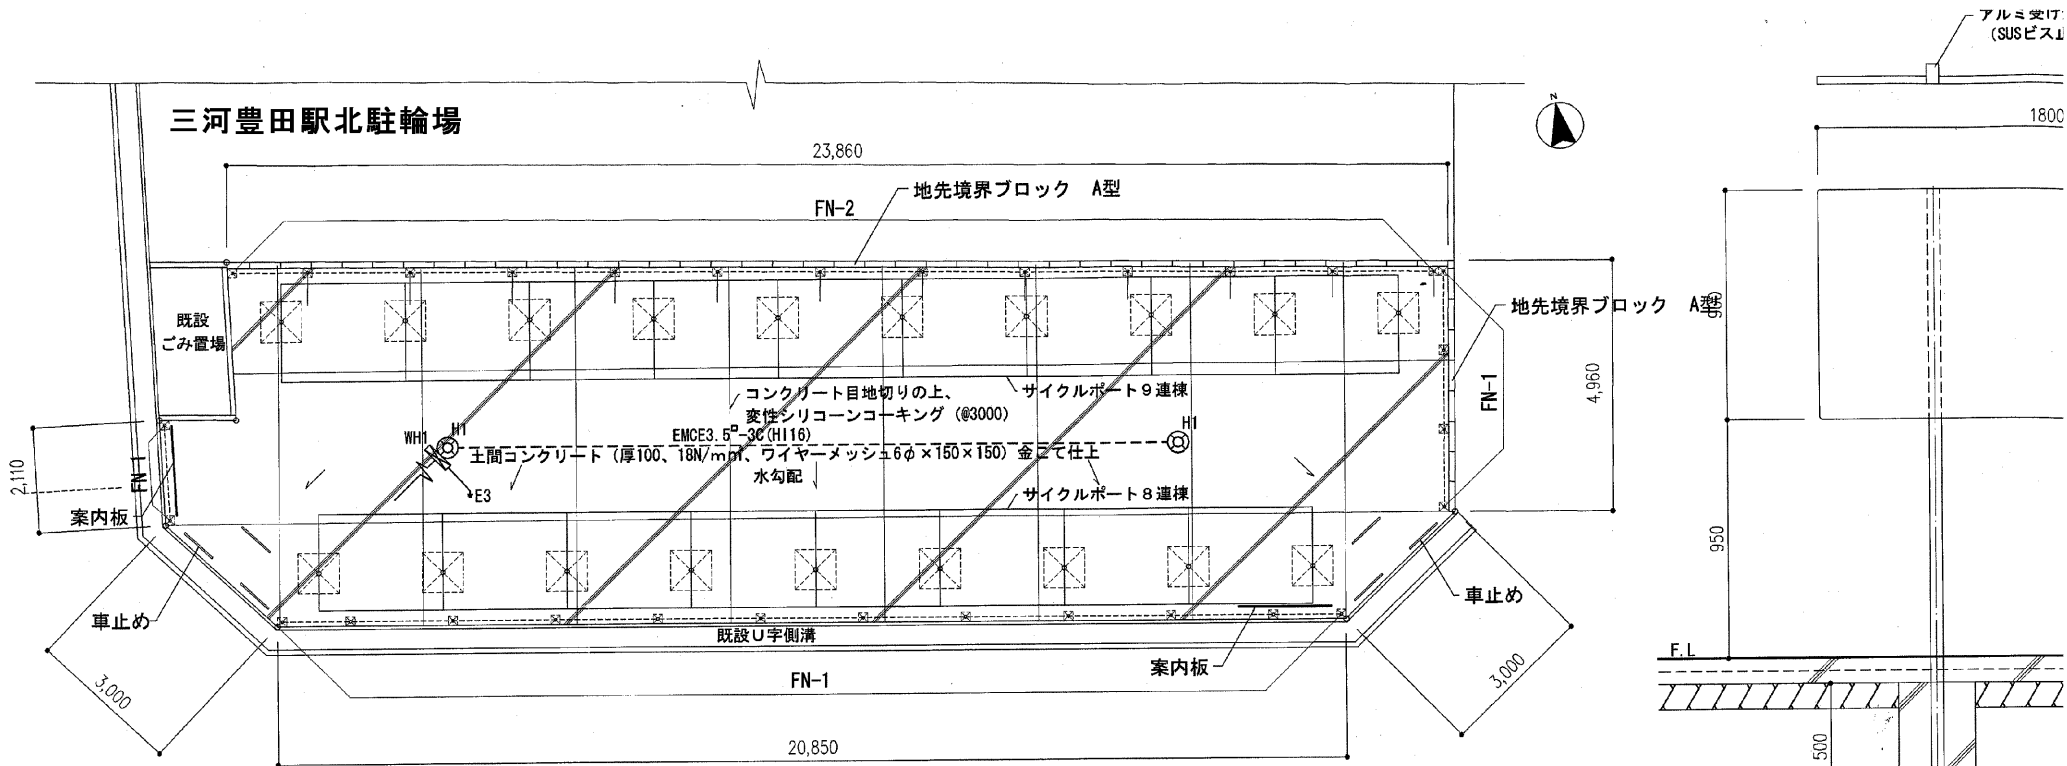 アルミ受け
(SUSビス止
三河豊田駅北駐輪場
N
1800
23,860
地先境界ブロック A型
FN-2
既設
ごみ置場
地先境界ブロック A型
4,960
FN-1
コンクリート目地切りの上、
変性シリコーンコーキング (@3000)
サイクルポート9連棟
WH1
H1
EMCE3.5□-3C(HI16)
H1
土間コンクリート (厚100、18N/m㎡、ワイヤーメッシュ6φ×150×150) 金ごて仕上
水勾配
E3
サイクルポート8連棟
2,110
FN-1
案内板
950
車止め
車止め
既設U字側溝
案内板
F.L
FN-1
3,000
3,000
20,850
500